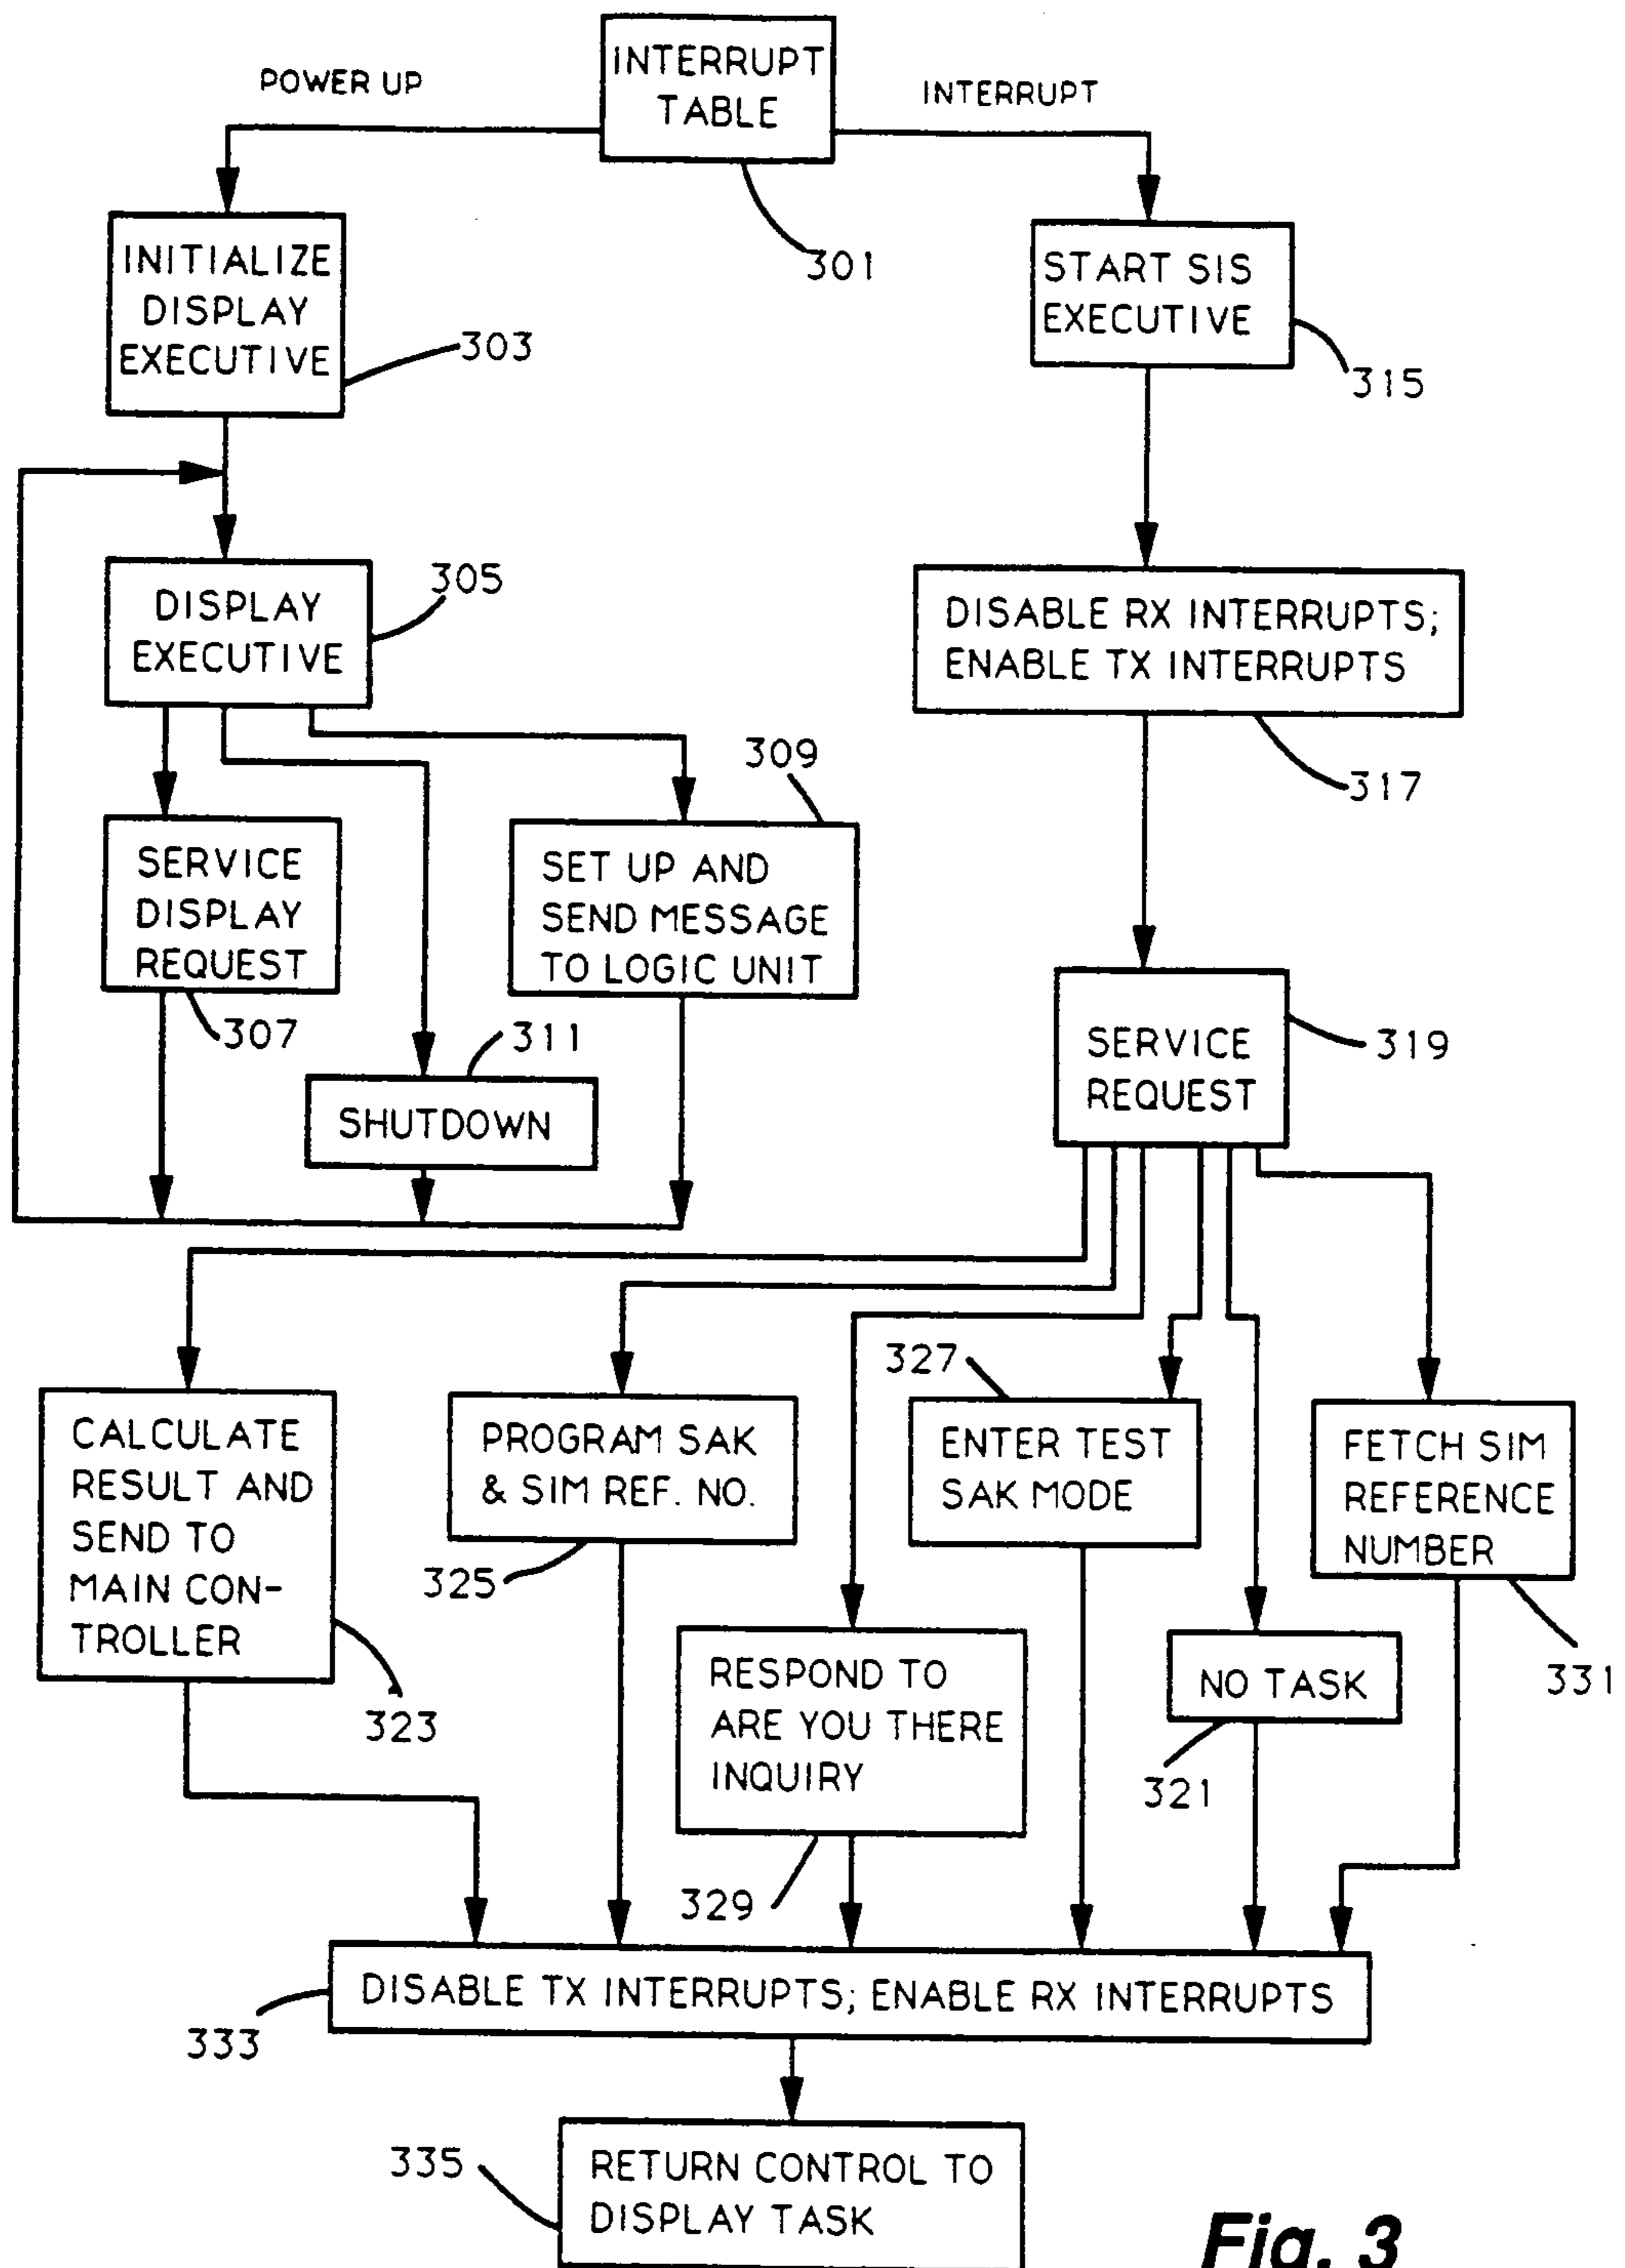 POWER UP
INTERRUPT
TABLE
INTERRUPT
301
INITIALIZE
DISPLAY
EXECUTIVE
303
START SIS
EXECUTIVE
315
DISPLAY
EXECUTIVE
305
DISABLE RX INTERRUPTS;
ENABLE TX INTERRUPTS
317
SERVICE
DISPLAY
REQUEST
307
309
SET UP AND
SEND MESSAGE
TO LOGIC UNIT
311
SHUTDOWN
SERVICE
REQUEST
319
CALCULATE
RESULT AND
SEND TO
MAIN CON-
TROLLER
323
PROGRAM SAK
& SIM REF. NO.
325
327
ENTER TEST
SAK MODE
FETCH SIM
REFERENCE
NUMBER
331
RESPOND TO
ARE YOU THERE
INQUIRY
329
NO TASK
321
DISABLE TX INTERRUPTS; ENABLE RX INTERRUPTS
333
335
RETURN CONTROL TO
DISPLAY TASK
Fig. 3